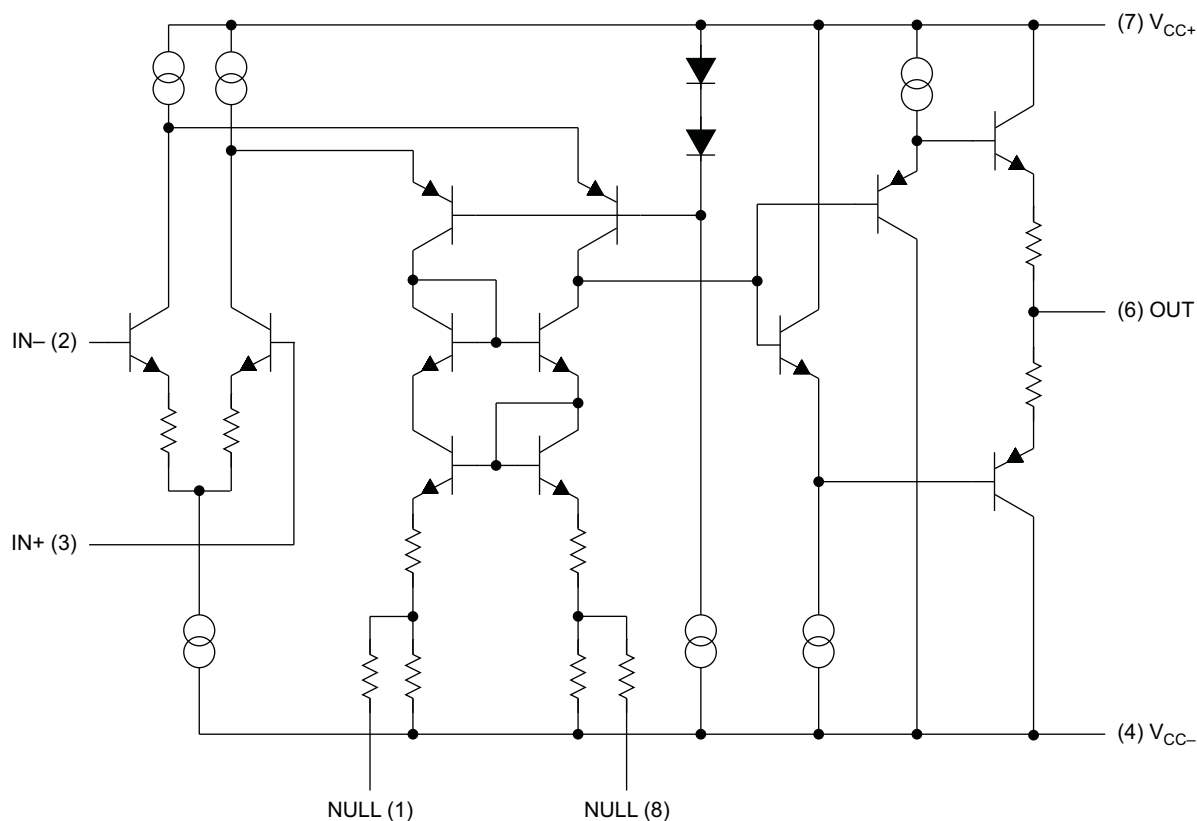 (7) VCC+
IN– (2)
(6) OUT
IN+ (3)
(4) VCC–
NULL (1)
NULL (8)